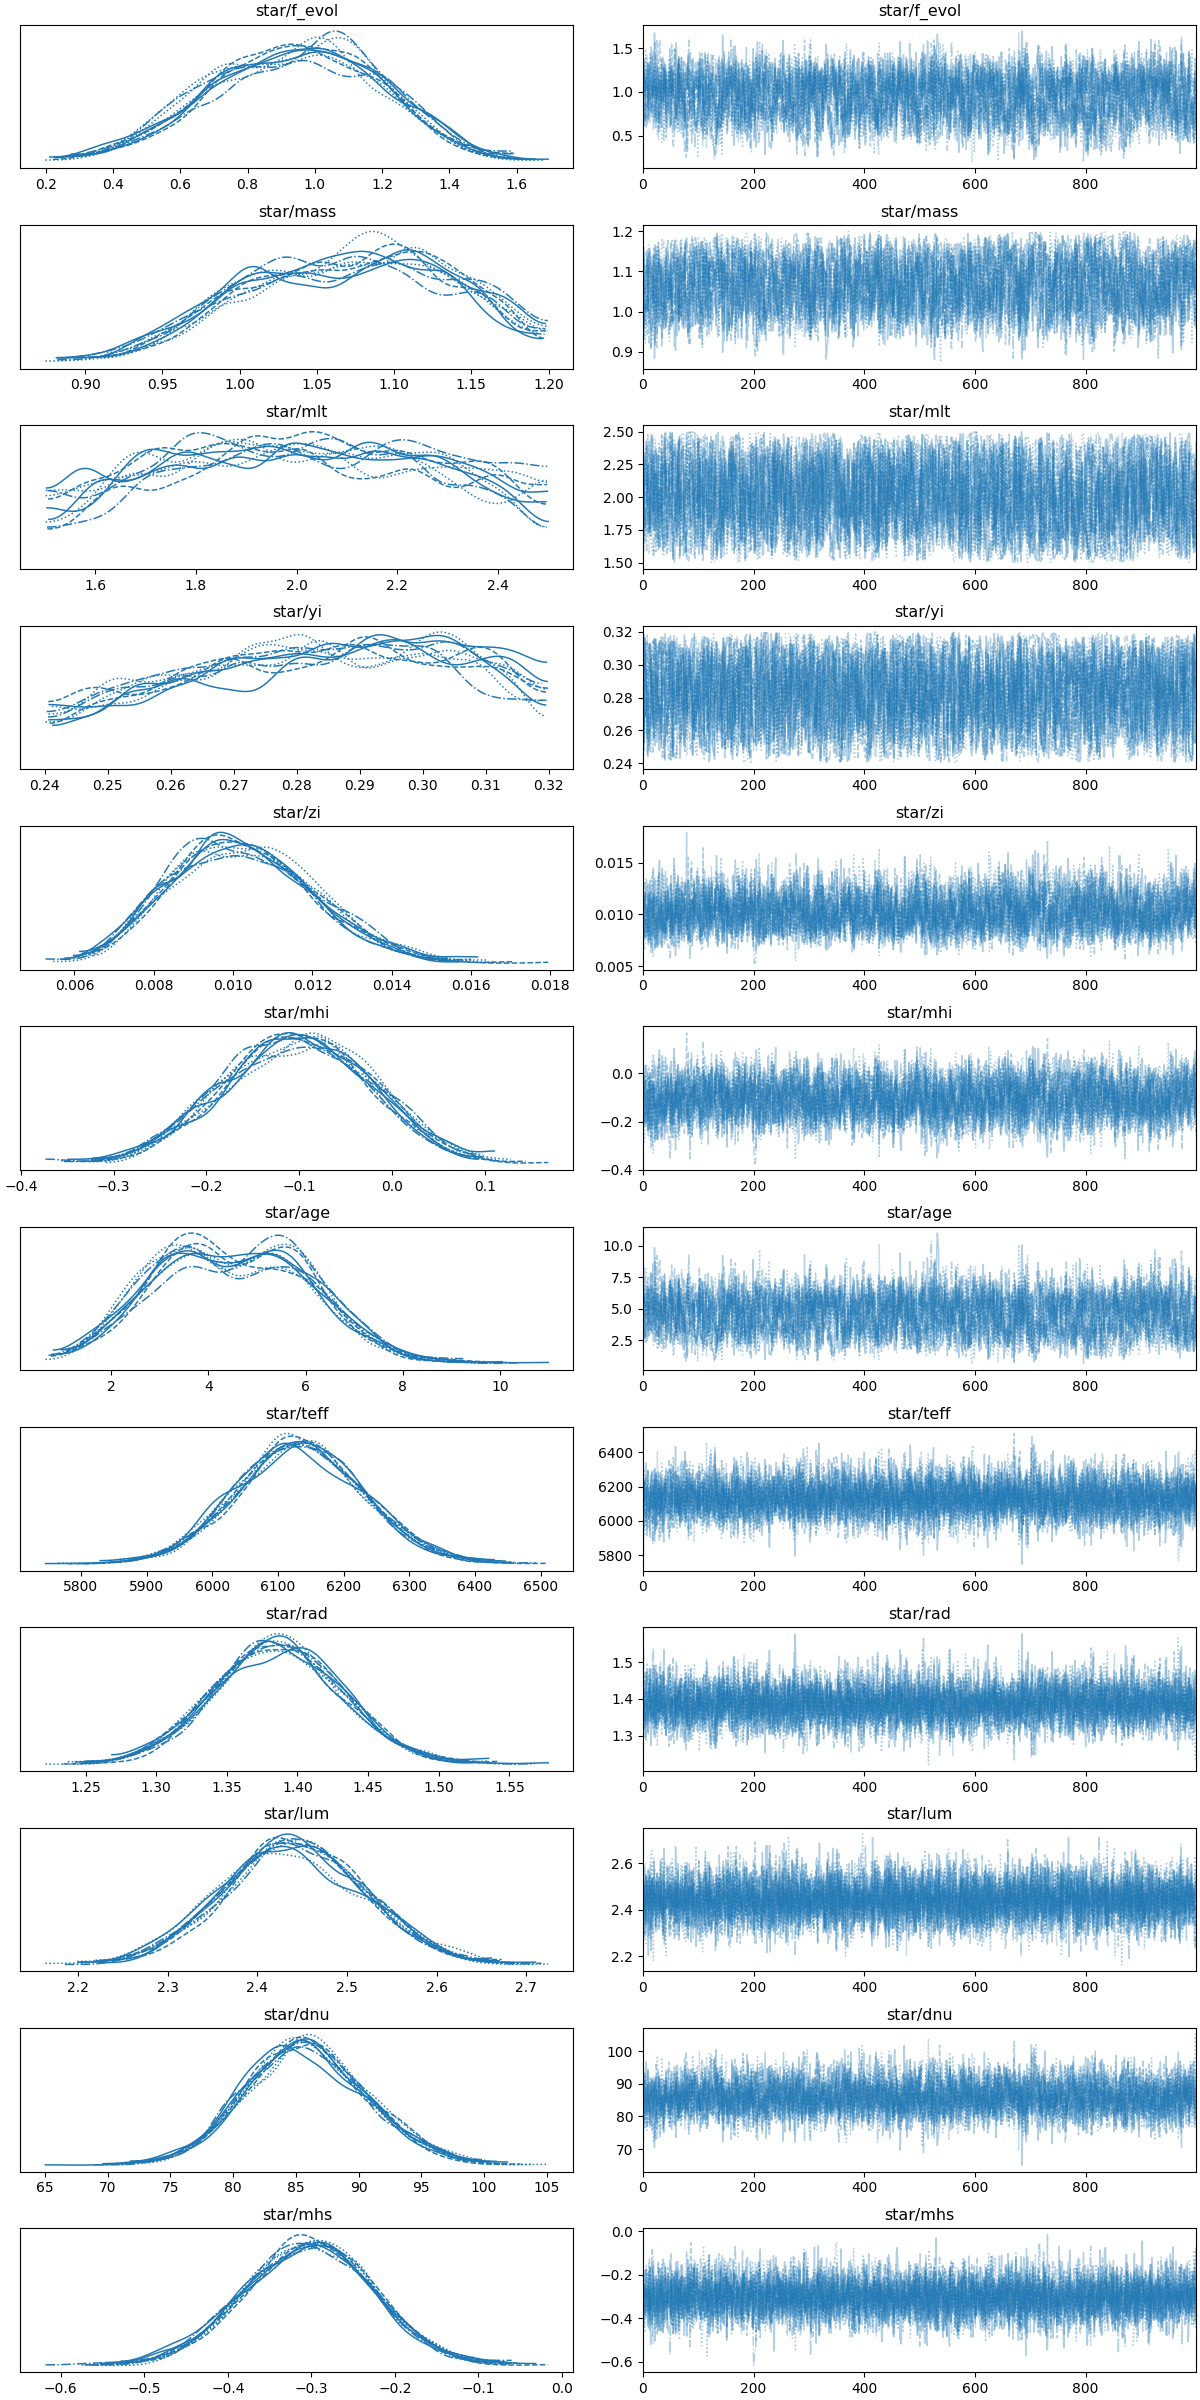 star/f_evol star/f_evol
1.5
1.0
0.5
0.2 0.4 0.6 0.8 1.0 1.2 1.4 1.6 0 200 400 600 800
star/mass star/mass
1.2
1.1
1.0
0.9
0.90 0.95 1.00 1.05 1.10 1.15 1.20 0 200 400 600 800
star/mlt star/mlt
2.50
2.25
2.00
1.75
1.50
1.6 1.8 2.0 2.2 2.4 0 200 400 600 800
star/yi star/yi
0.32
0.30
0.28
0.26
0.24
0.24 0.25 0.26 0.27 0.28 0.29 0.30 0.31 0.32 0 200 400 600 800
star/zi star/zi
0.015
0.010
0.005
0.006 0.008 0.010 0.012 0.014 0.016 0.018 0 200 400 600 800
star/mhi star/mhi
0.0
−0.2
−0.4
−0.4 −0.3 −0.2 −0.1 0.0 0.1 0 200 400 600 800
star/age star/age
10.0
7.5
5.0
2.5
2 4 6 8 10 0 200 400 600 800
star/teff star/teff
6400
6200
6000
5800
5800 5900 6000 6100 6200 6300 6400 6500 0 200 400 600 800
star/rad star/rad
1.5
1.4
1.3
1.25 1.30 1.35 1.40 1.45 1.50 1.55 0 200 400 600 800
star/lum star/lum
2.6
2.4
2.2
2.2 2.3 2.4 2.5 2.6 2.7 0 200 400 600 800
star/dnu star/dnu
100
90
80
70
65 70 75 80 85 90 95 100 105 0 200 400 600 800
star/mhs star/mhs
0.0
−0.2
−0.4
−0.6
−0.6 −0.5 −0.4 −0.3 −0.2 −0.1 0.0 0 200 400 600 800